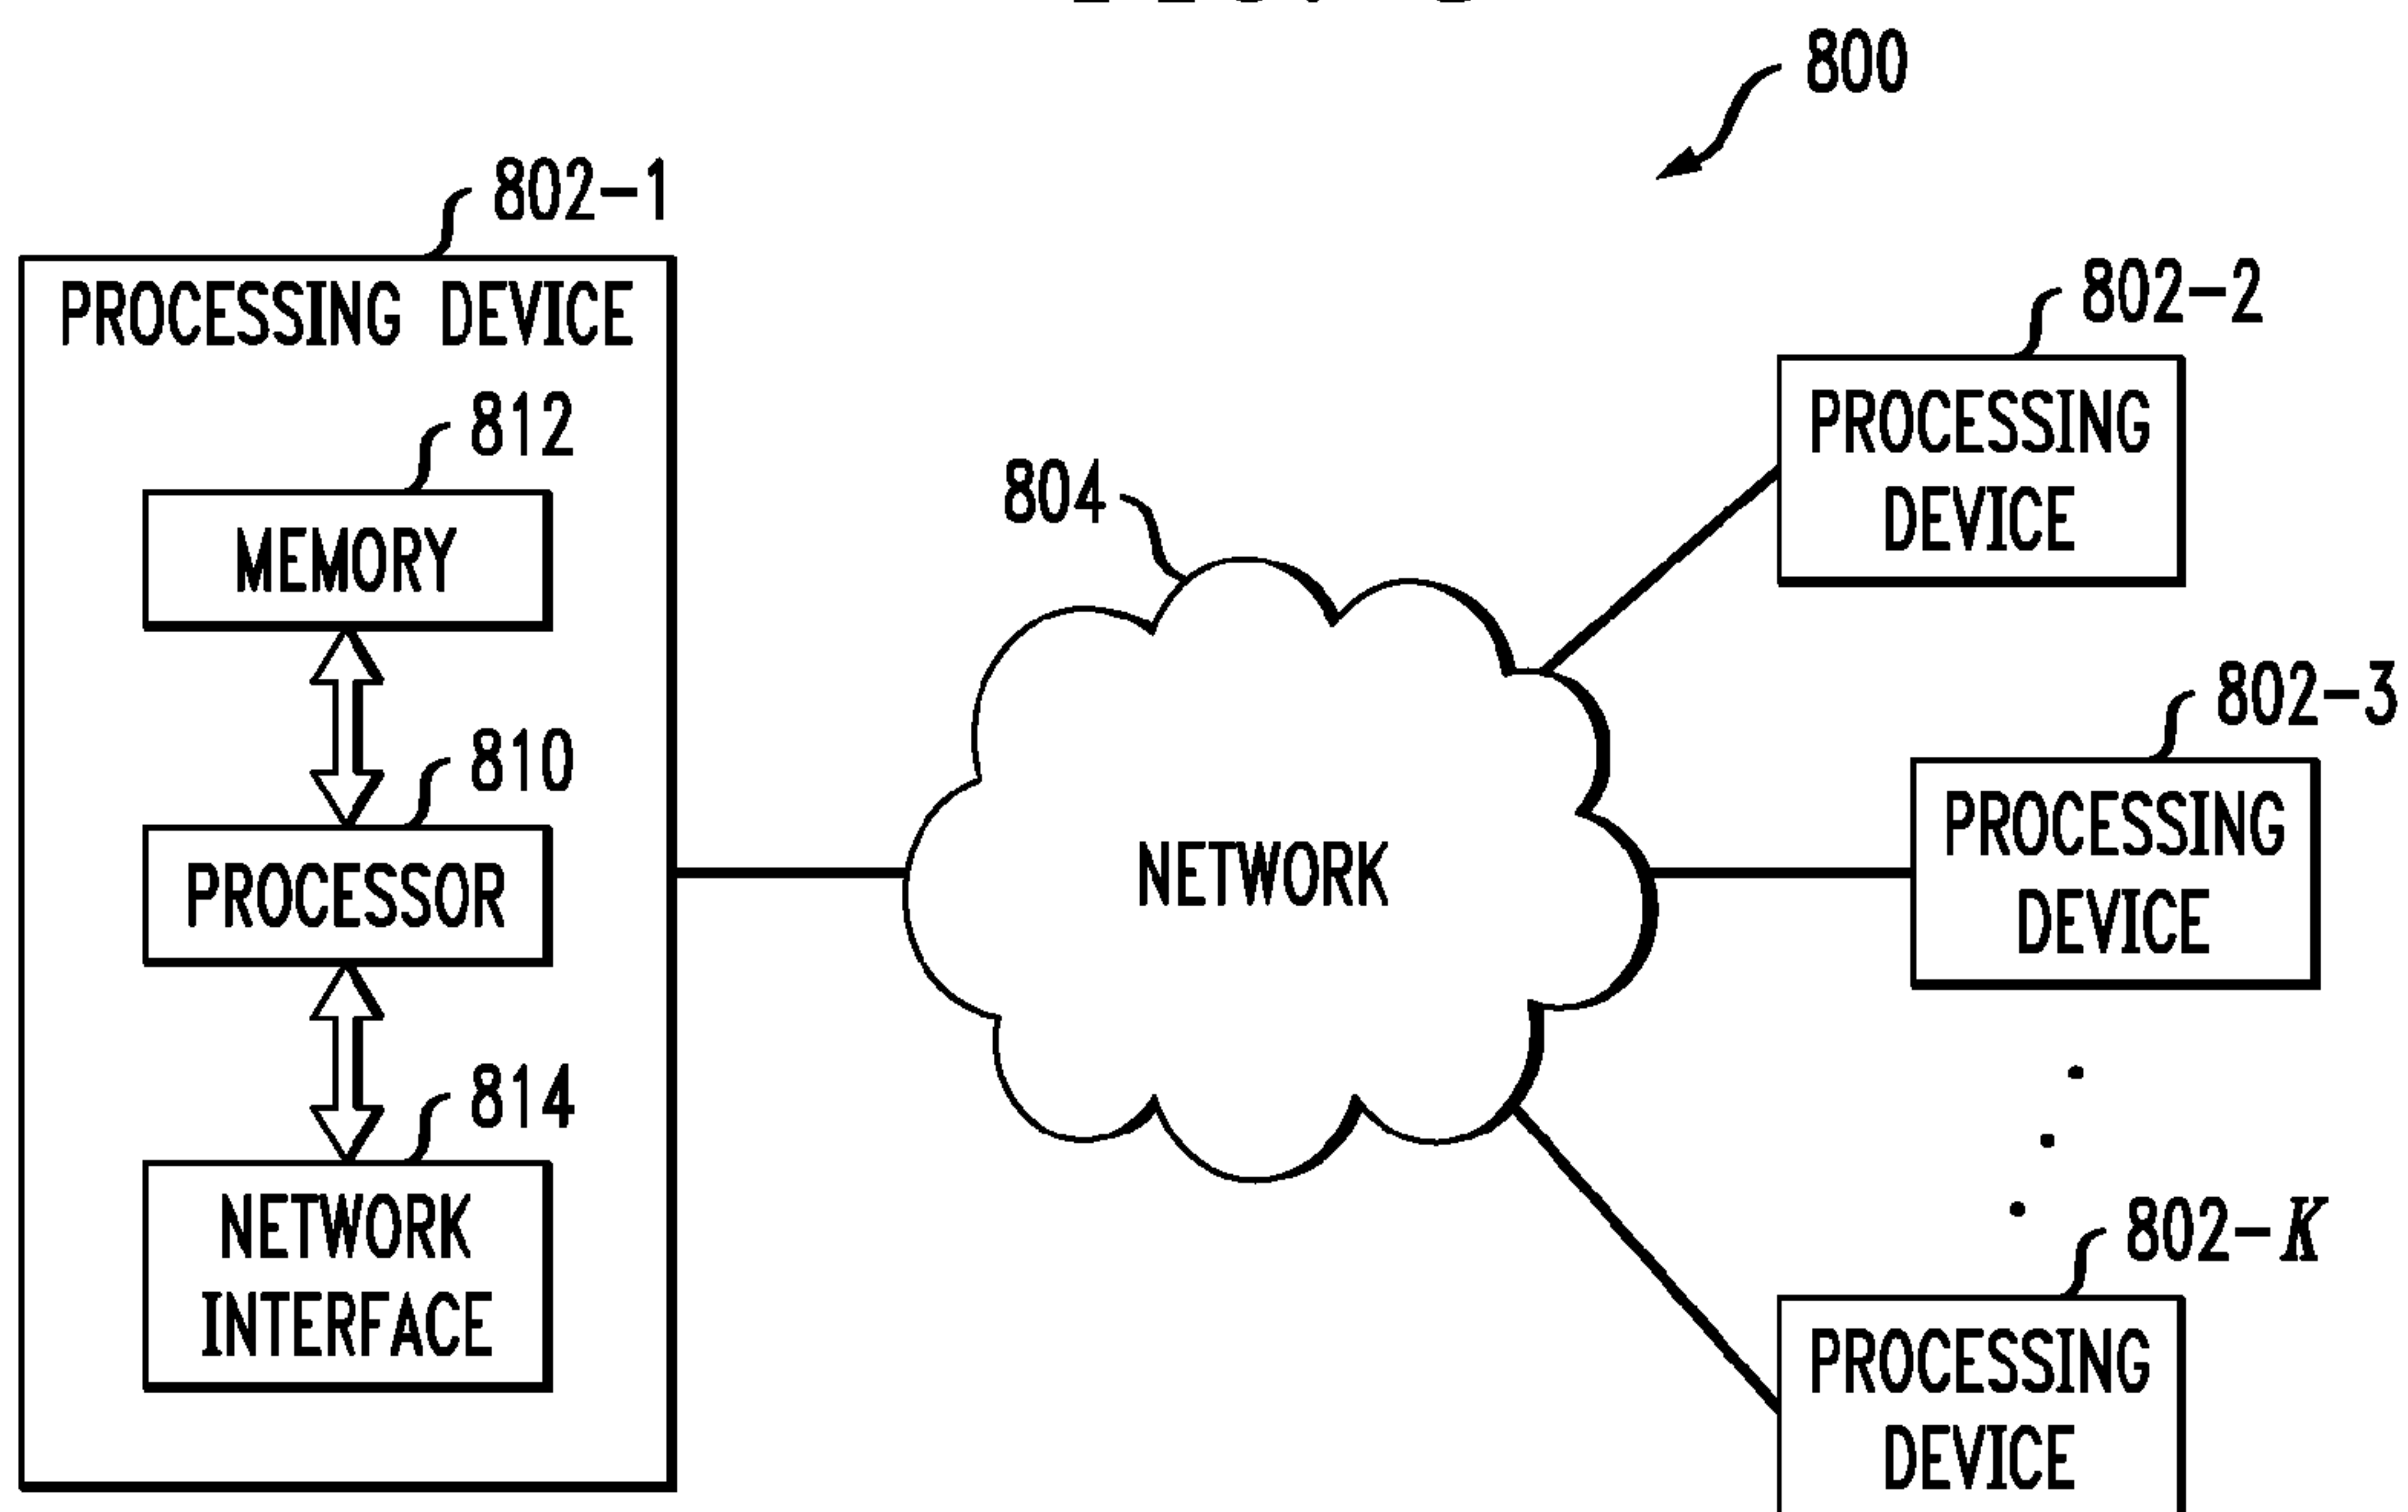 800
802-1
PROCESSING DEVICE
812
MEMORY
810
PROCESSOR
814
NETWORK
INTERFACE
804
NETWORK
802-2
PROCESSING
DEVICE
802-3
PROCESSING
DEVICE
802-K
PROCESSING
DEVICE